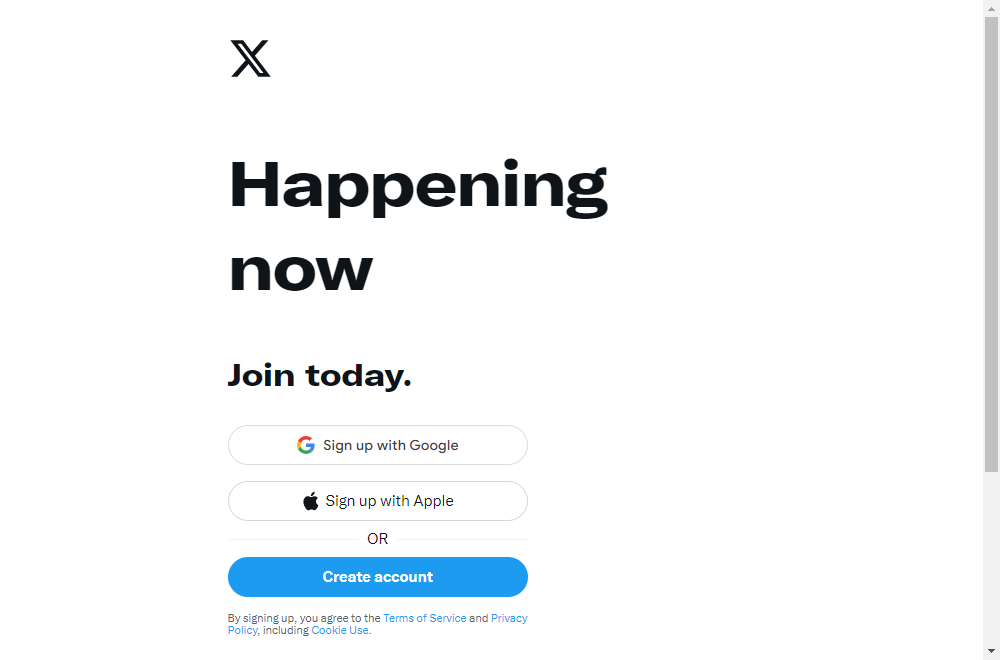 Happening
now
Join today.
Sign up with Google
Sign up with Apple
OR
Create account
By signing up, you agree to the Terms of Service and Privacy
Policy, including Cookie Use.